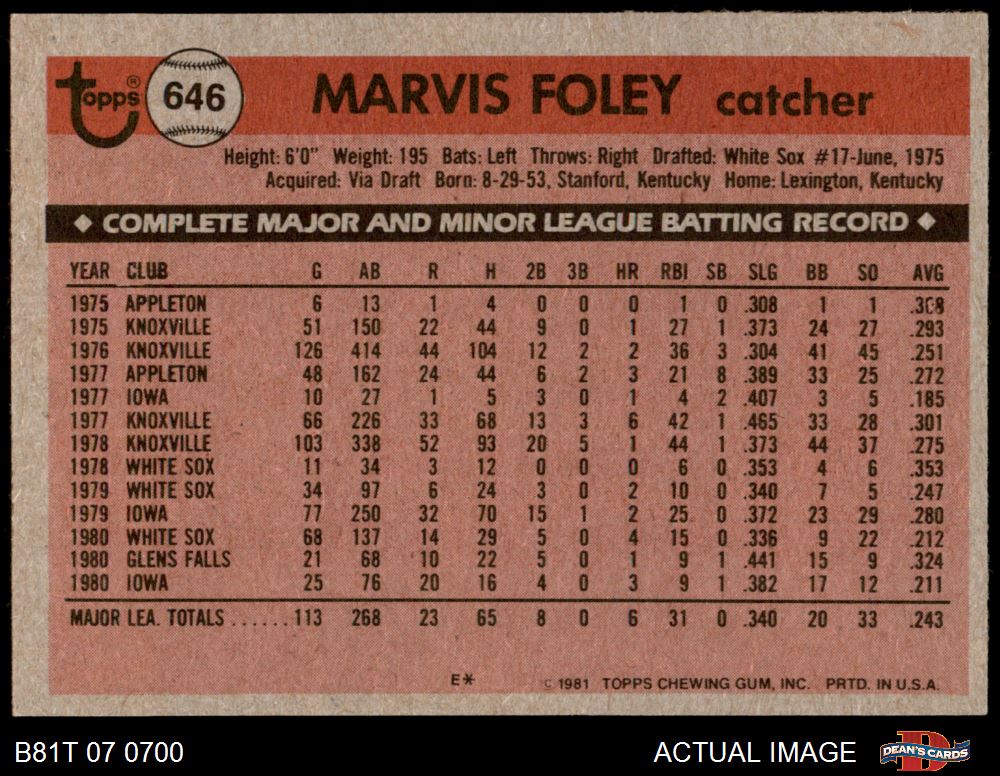 topps® 646 MARVIS FOLEY catcher
Height: 6'0" Weight: 195 Bats: Left Throws: Right Drafted: White Sox #17-June, 1975
Acquired: Via Draft Born: 8-29-53, Stanford, Kentucky Home: Lexington, Kentucky
◆ COMPLETE MAJOR AND MINOR LEAGUE BATTING RECORD ◆
YEAR CLUB G AB R H 2B 3B HR RBI SB SLG BB SO AVG
1975 APPLETON 6 13 1 4 0 0 0 1 0 .308 1 1 .308
1975 KNOXVILLE 51 150 22 44 9 0 1 27 1 .373 24 27 .293
1976 KNOXVILLE 126 414 44 104 12 2 2 36 3 .304 41 45 .251
1977 APPLETON 48 162 24 44 6 2 3 21 8 .389 33 25 .272
1977 IOWA 10 27 1 5 3 0 1 4 2 .407 3 5 .185
1977 KNOXVILLE 66 226 33 68 13 3 6 42 1 .465 33 28 .301
1978 KNOXVILLE 103 338 52 93 20 5 1 44 1 .373 44 37 .275
1978 WHITE SOX 11 34 3 12 0 0 0 6 0 .353 4 6 .353
1979 WHITE SOX 34 97 6 24 3 0 2 10 0 .340 7 5 .247
1979 IOWA 77 250 32 70 15 1 2 25 0 .372 23 29 .280
1980 WHITE SOX 68 137 14 29 5 0 4 15 0 .336 9 22 .212
1980 GLENS FALLS 21 68 10 22 5 0 1 9 1 .441 15 9 .324
1980 IOWA 25 76 20 16 4 0 3 9 1 .382 17 12 .211
MAJOR LEA. TOTALS ......113 268 23 65 8 0 6 31 0 .340 20 33 .243
E* © 1981 TOPPS CHEWING GUM, INC. PRTD. IN U.S.A.
B81T 07 0700 ACTUAL IMAGE DEAN'S CARDS